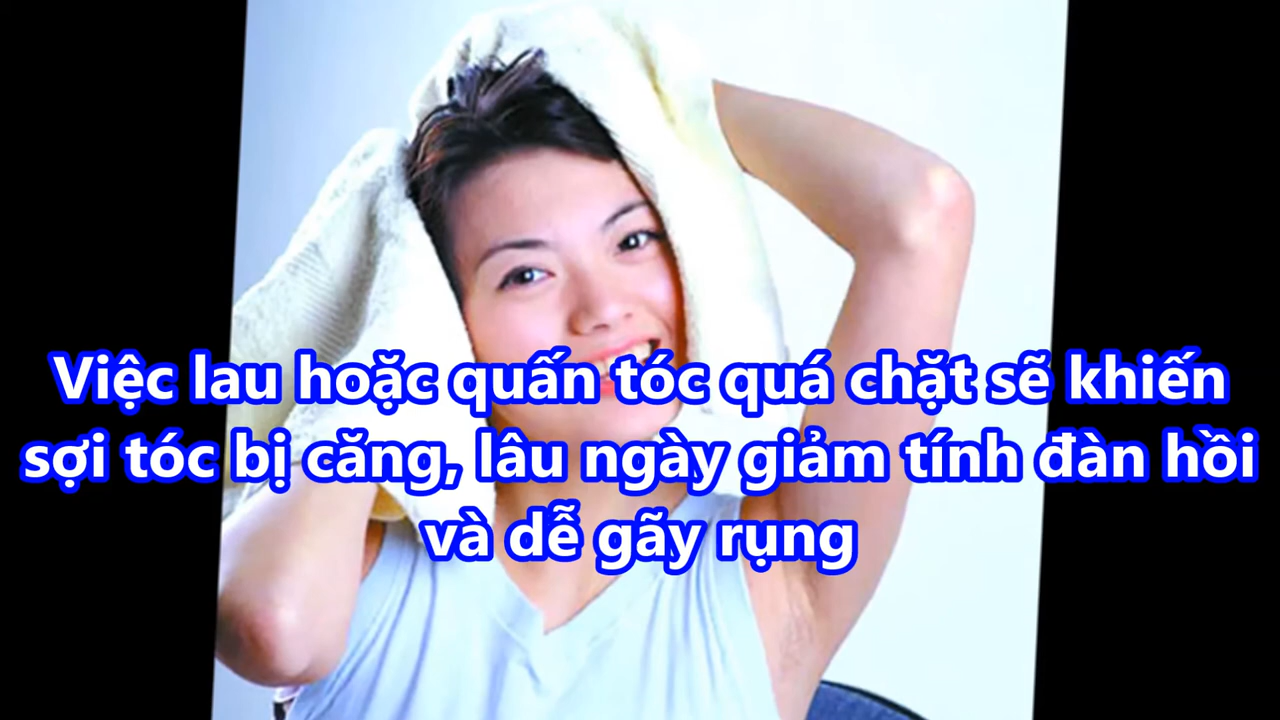 Việc lau hoặc quấn tóc quá chặt sẽ khiến
sợi tóc bị căng, lâu ngày giảm tính đàn hồi
và dễ gãy rụng